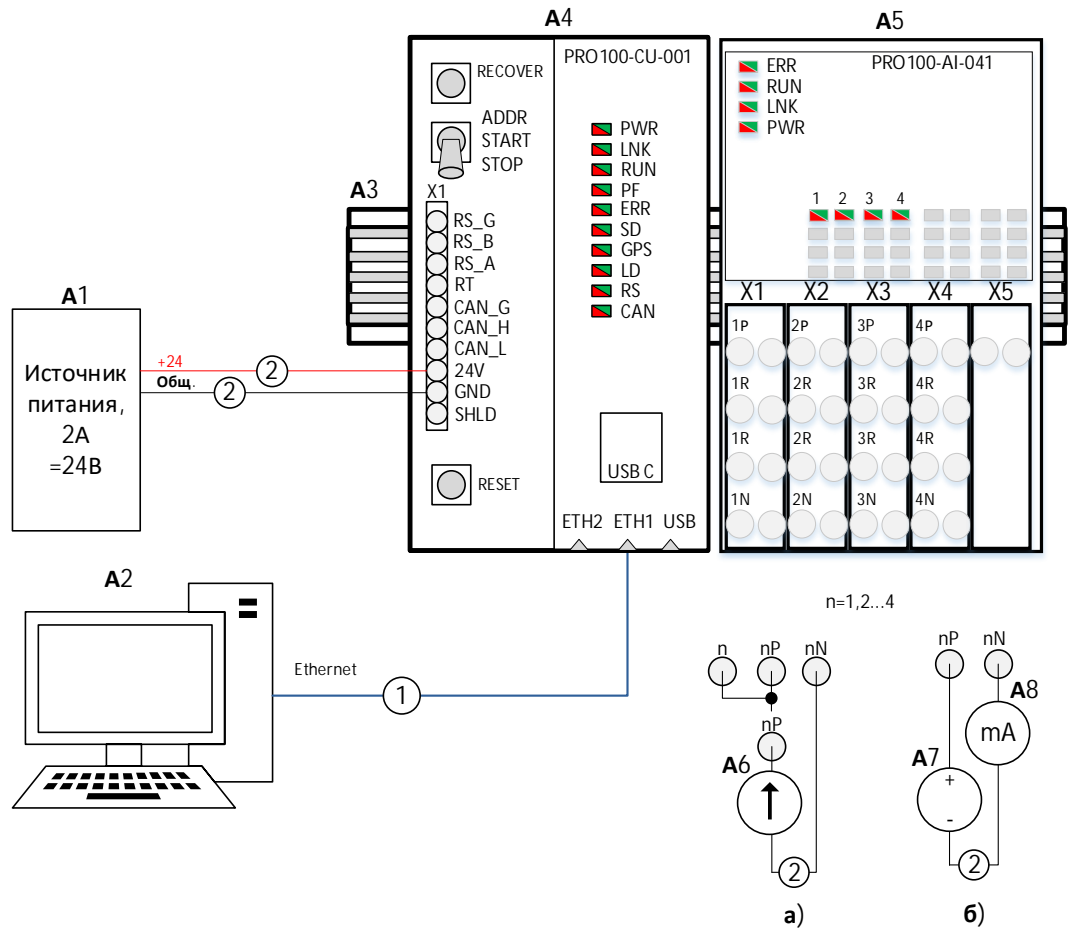 A4
A5
PRO100-CU-001
PRO100-AI-041
RECOVER
ERR
RUN
LNK
PWR
ADDR
START
STOP
PWR
LNK
RUN
PF
ERR
SD
GPS
LD
RS
CAN
A3
X1
RS_G
RS_B
RS_A
RT
CAN_G
CAN_H
CAN_L
24V
GND
SHLD
1 2 3 4
X1 X2 X3 X4 X5
1P 2P 3P 4P
1R 2R 3R 4R
1R 2R 3R 4R
1N 2N 3N 4N
A1
Источник
питания,
2А
=24В
+24
Общ.
2
2
USB C
RESET
ETH2 ETH1 USB
A2
Ethernet
1
n=1,2...4
n nP nN
nP
A6
2
а)
nP nN
A8
mA
A7
+
-
2
б)